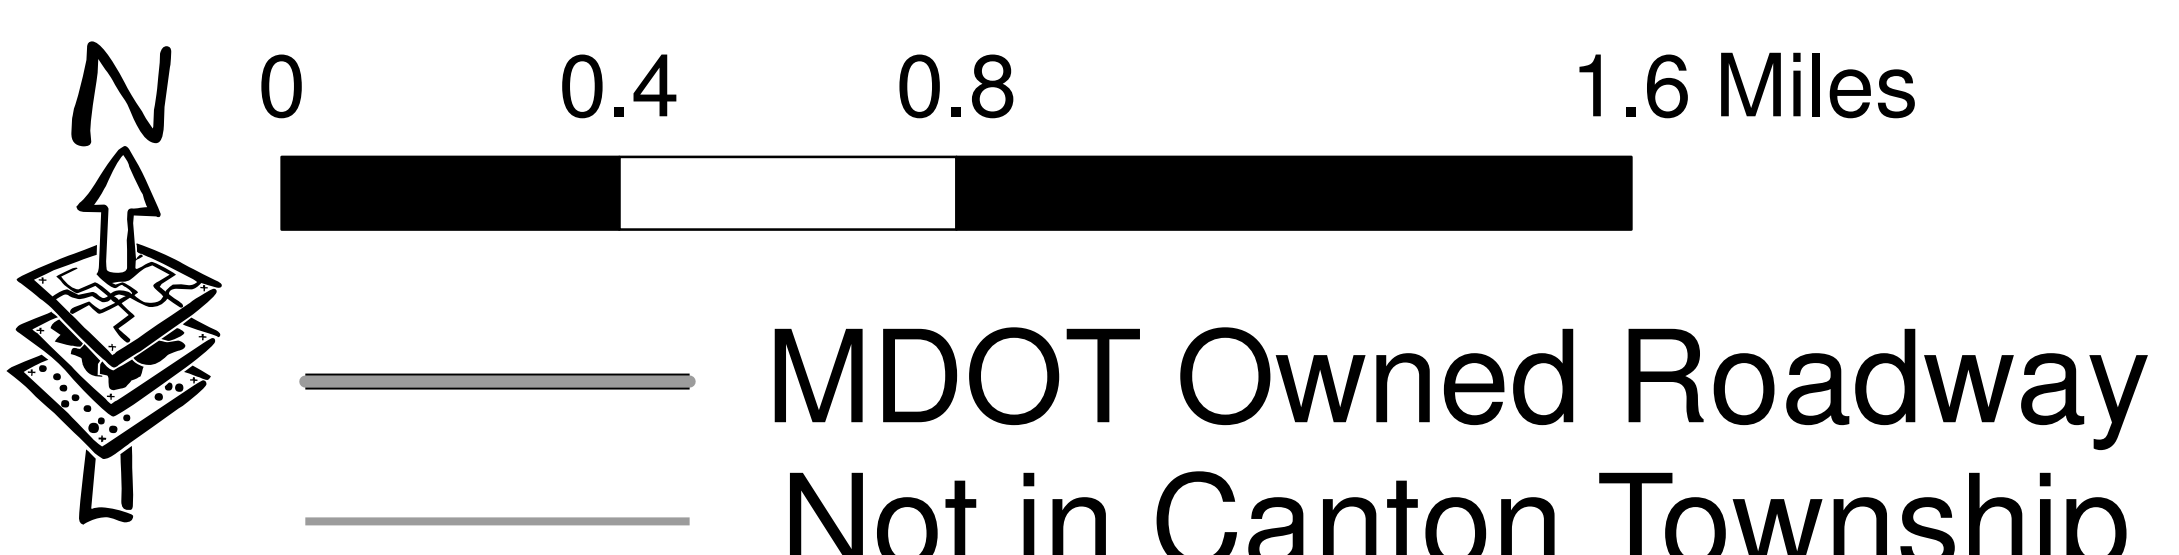 N 0 0.4 0.8 1.6 Miles
MDOT Owned Roadway
Not in Canton Township